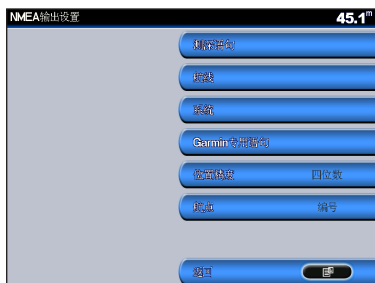 NMEA输出设置 45.1m
测深语句
航线
系统
Garmin专用语句
位置精度 四位数
航点 编号
返回